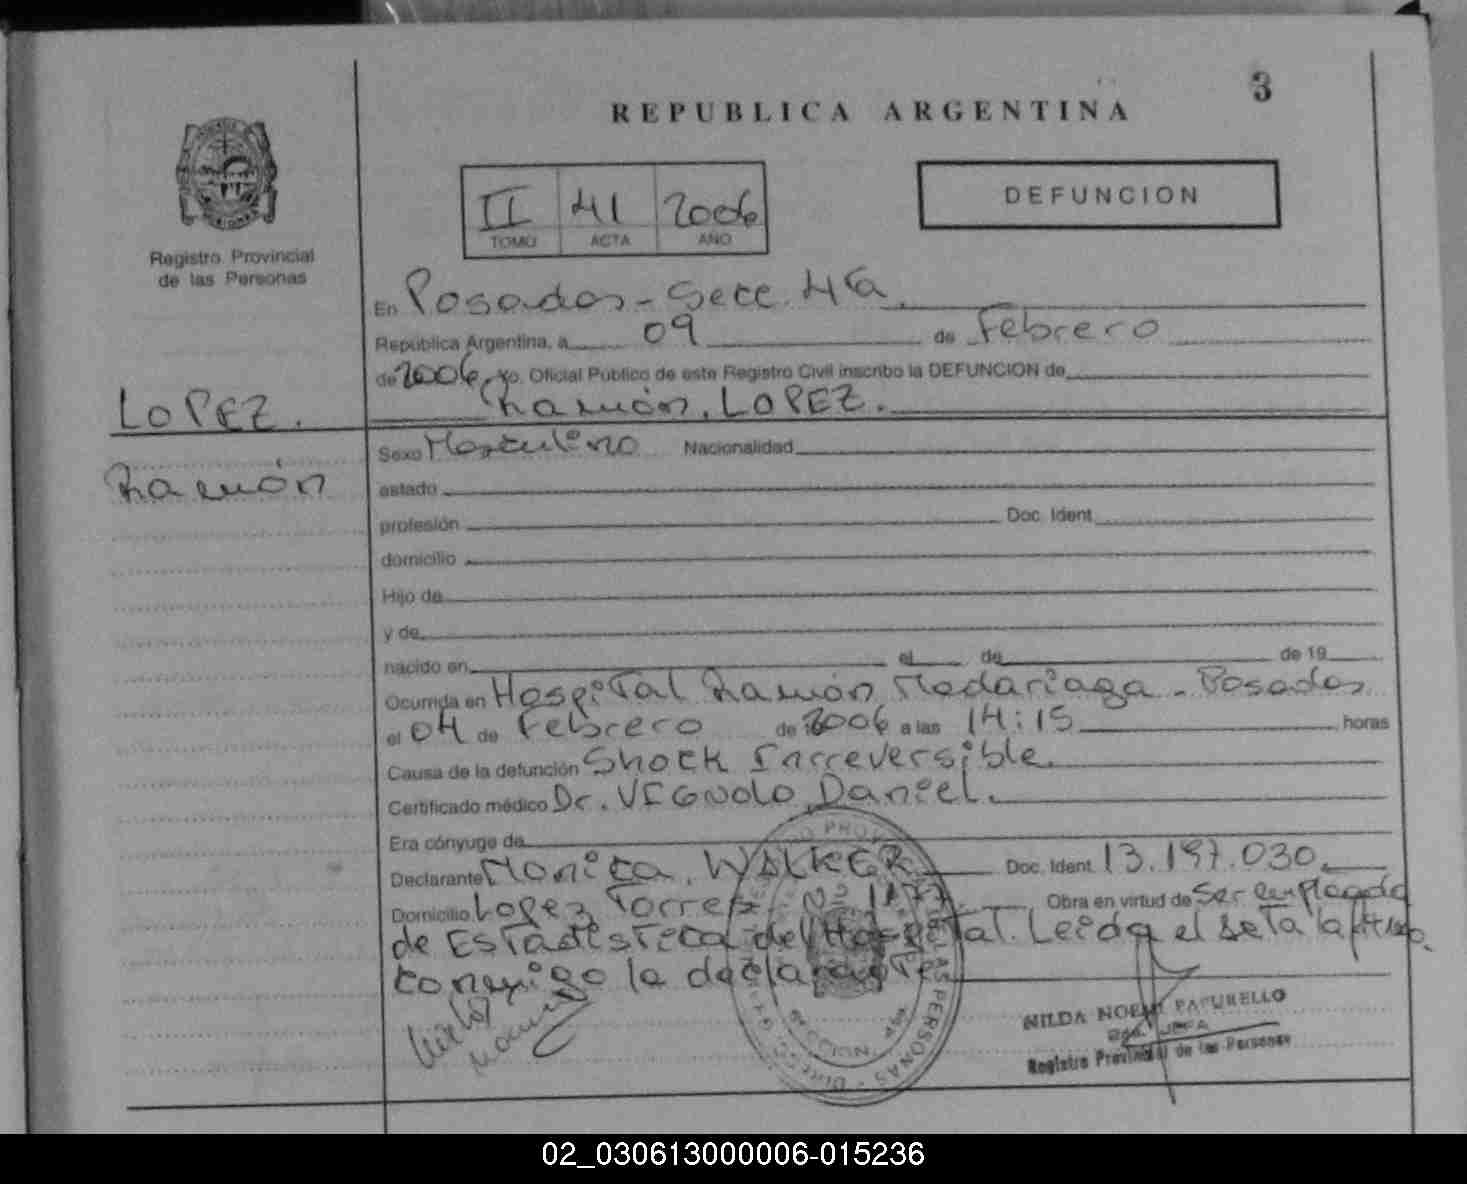 3
REPUBLICA ARGENTINA
II 41 2006
TOMO ACTA AÑO
DEFUNCION
Registro Provincial
de las Personas
LOPEZ.
Ramón
En Posadas - Secc. 4ta.
República Argentina, a 09 de Febrero
de 2006, yo, Oficial Público de este Registro Civil inscribo la DEFUNCION de
Ramón. LOPEZ.
Sexo Masculino Nacionalidad
estado
profesión Doc. Ident.
domicilio
Hijo de
y de
nacido en el de de 19
Ocurrida en Hospital Ramón Madariaga - Posadas
el 04 de Febrero de 2006 a las 14:15 horas
Causa de la defunción Shock Irreversible.
Certificado médico Dr. VIGNOLO Daniel.
Era cónyuge de
Declarante Monica. WALKER Doc. Ident. 13.197.030.
Domicilio Lopez Torres Nº 1177. Obra en virtud de Ser empleada
de Estadistica del Hospital. Leida el acta la firma
conmigo la declarante
NILDA NOEMI PAPURELLO
Registro Provincial de las Personas
02_030613000006-015236